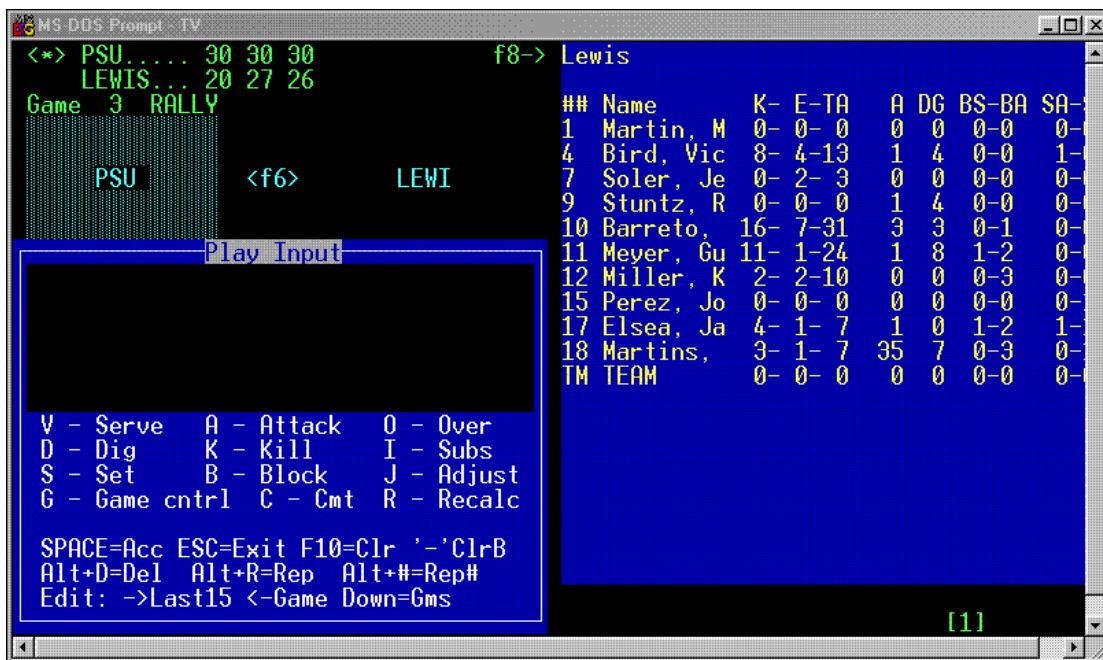 MS-DOS Prompt - TV
<*> PSU..... 30 30 30 f8->
LEWIS... 20 27 26
Game 3 RALLY
PSU <f6> LEWI
Play Input
V - Serve A - Attack O - Over
D - Dig K - Kill I - Subs
S - Set B - Block J - Adjust
G - Game cntrl C - Cmt R - Recalc
SPACE=Acc ESC=Exit F10=Clr '-'ClrB
Alt+D=Del Alt+R=Rep Alt+#=Rep#
Edit: ->Last15 <-Game Down=Gms
Lewis
## Name K- E-TA A DG BS-BA SA-
1 Martin, M 0- 0- 0 0 0 0-0 0-
4 Bird, Vic 8- 4-13 1 4 0-0 1-
7 Soler, Je 0- 2- 3 0 0 0-0 0-
9 Stuntz, R 0- 0- 0 1 4 0-0 0-
10 Barreto, 16- 7-31 3 3 0-1 0-
11 Meyer, Gu 11- 1-24 1 8 1-2 0-
12 Miller, K 2- 2-10 0 0 0-3 0-
15 Perez, Jo 0- 0- 0 0 0 0-0 0-
17 Elsea, Ja 4- 1- 7 1 0 1-2 1-
18 Martins, 3- 1- 7 35 7 0-3 0-
TM TEAM 0- 0- 0 0 0 0-0 0-
[1]